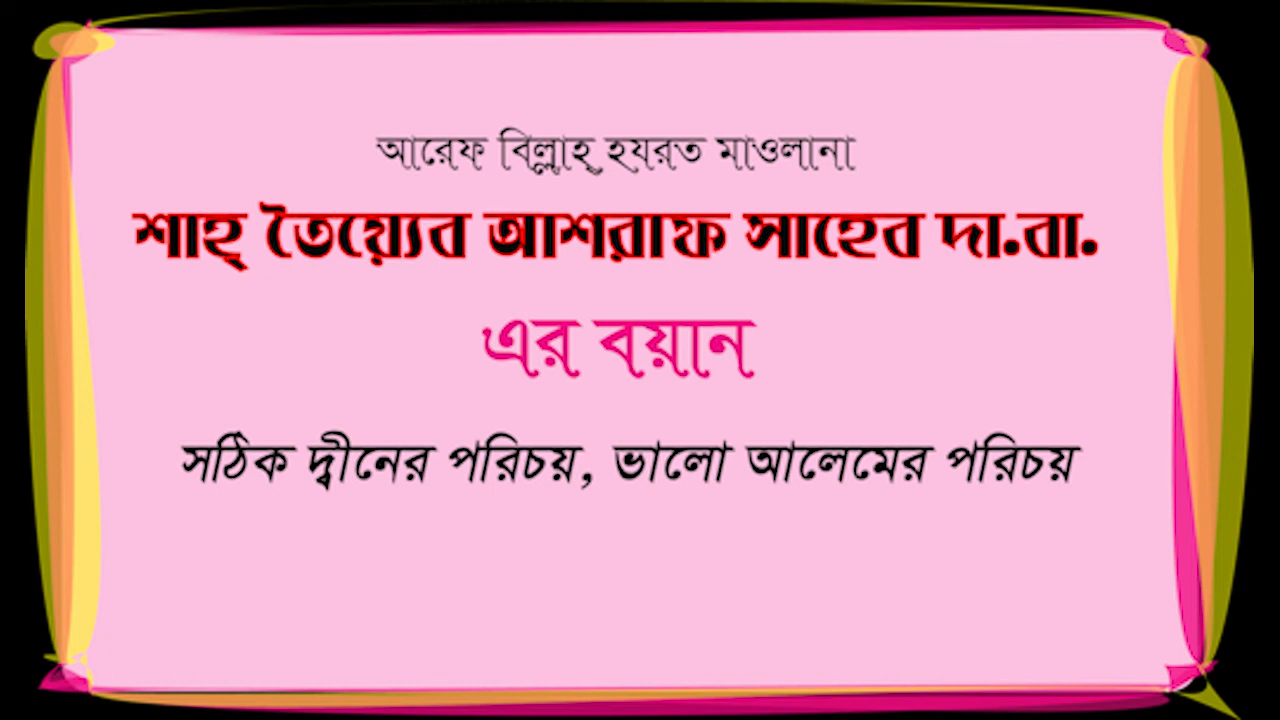 আরেফ বিল্লাহ্ হযরত মাওলানা
শাহ্ তৈয়্যেব আশরাফ সাহেব দা.বা.
এর বয়ান
সঠিক দ্বীনের পরিচয়, ভালো আলেমের পরিচয়